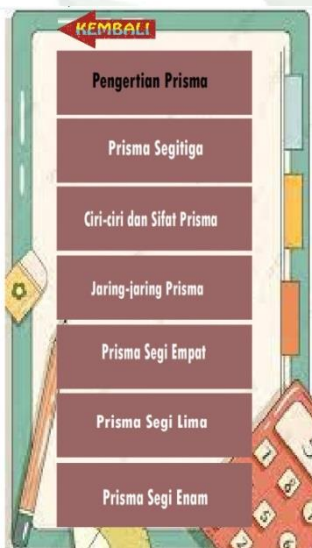 KEMBALI
Pengertian Prisma
Prisma Segitiga
Ciri-ciri dan Sifat Prisma
Jaring-jaring Prisma
Prisma Segi Empat
Prisma Segi Lima
Prisma Segi Enam